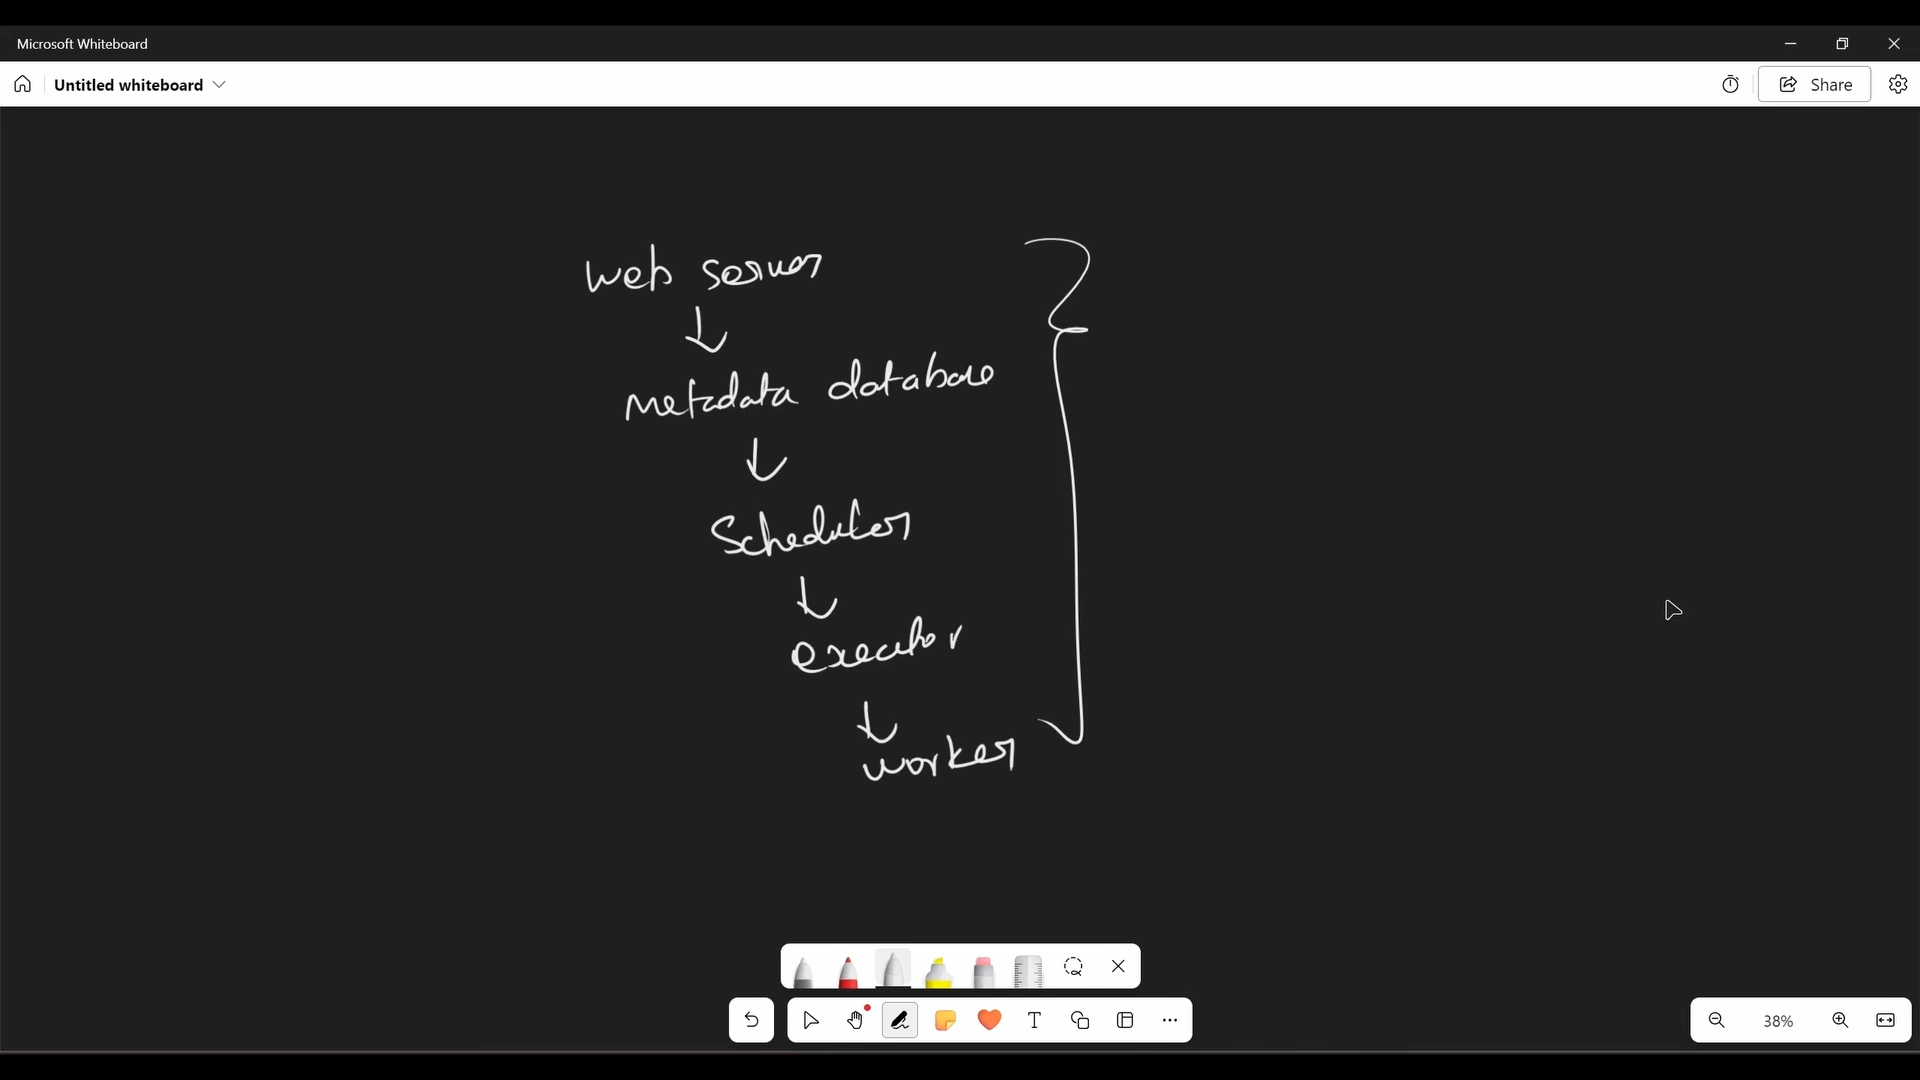 Microsoft Whiteboard
Untitled whiteboard
Share
web server
↓
Metadata database
↓
Scheduler
↓
executor
↓
worker
38%